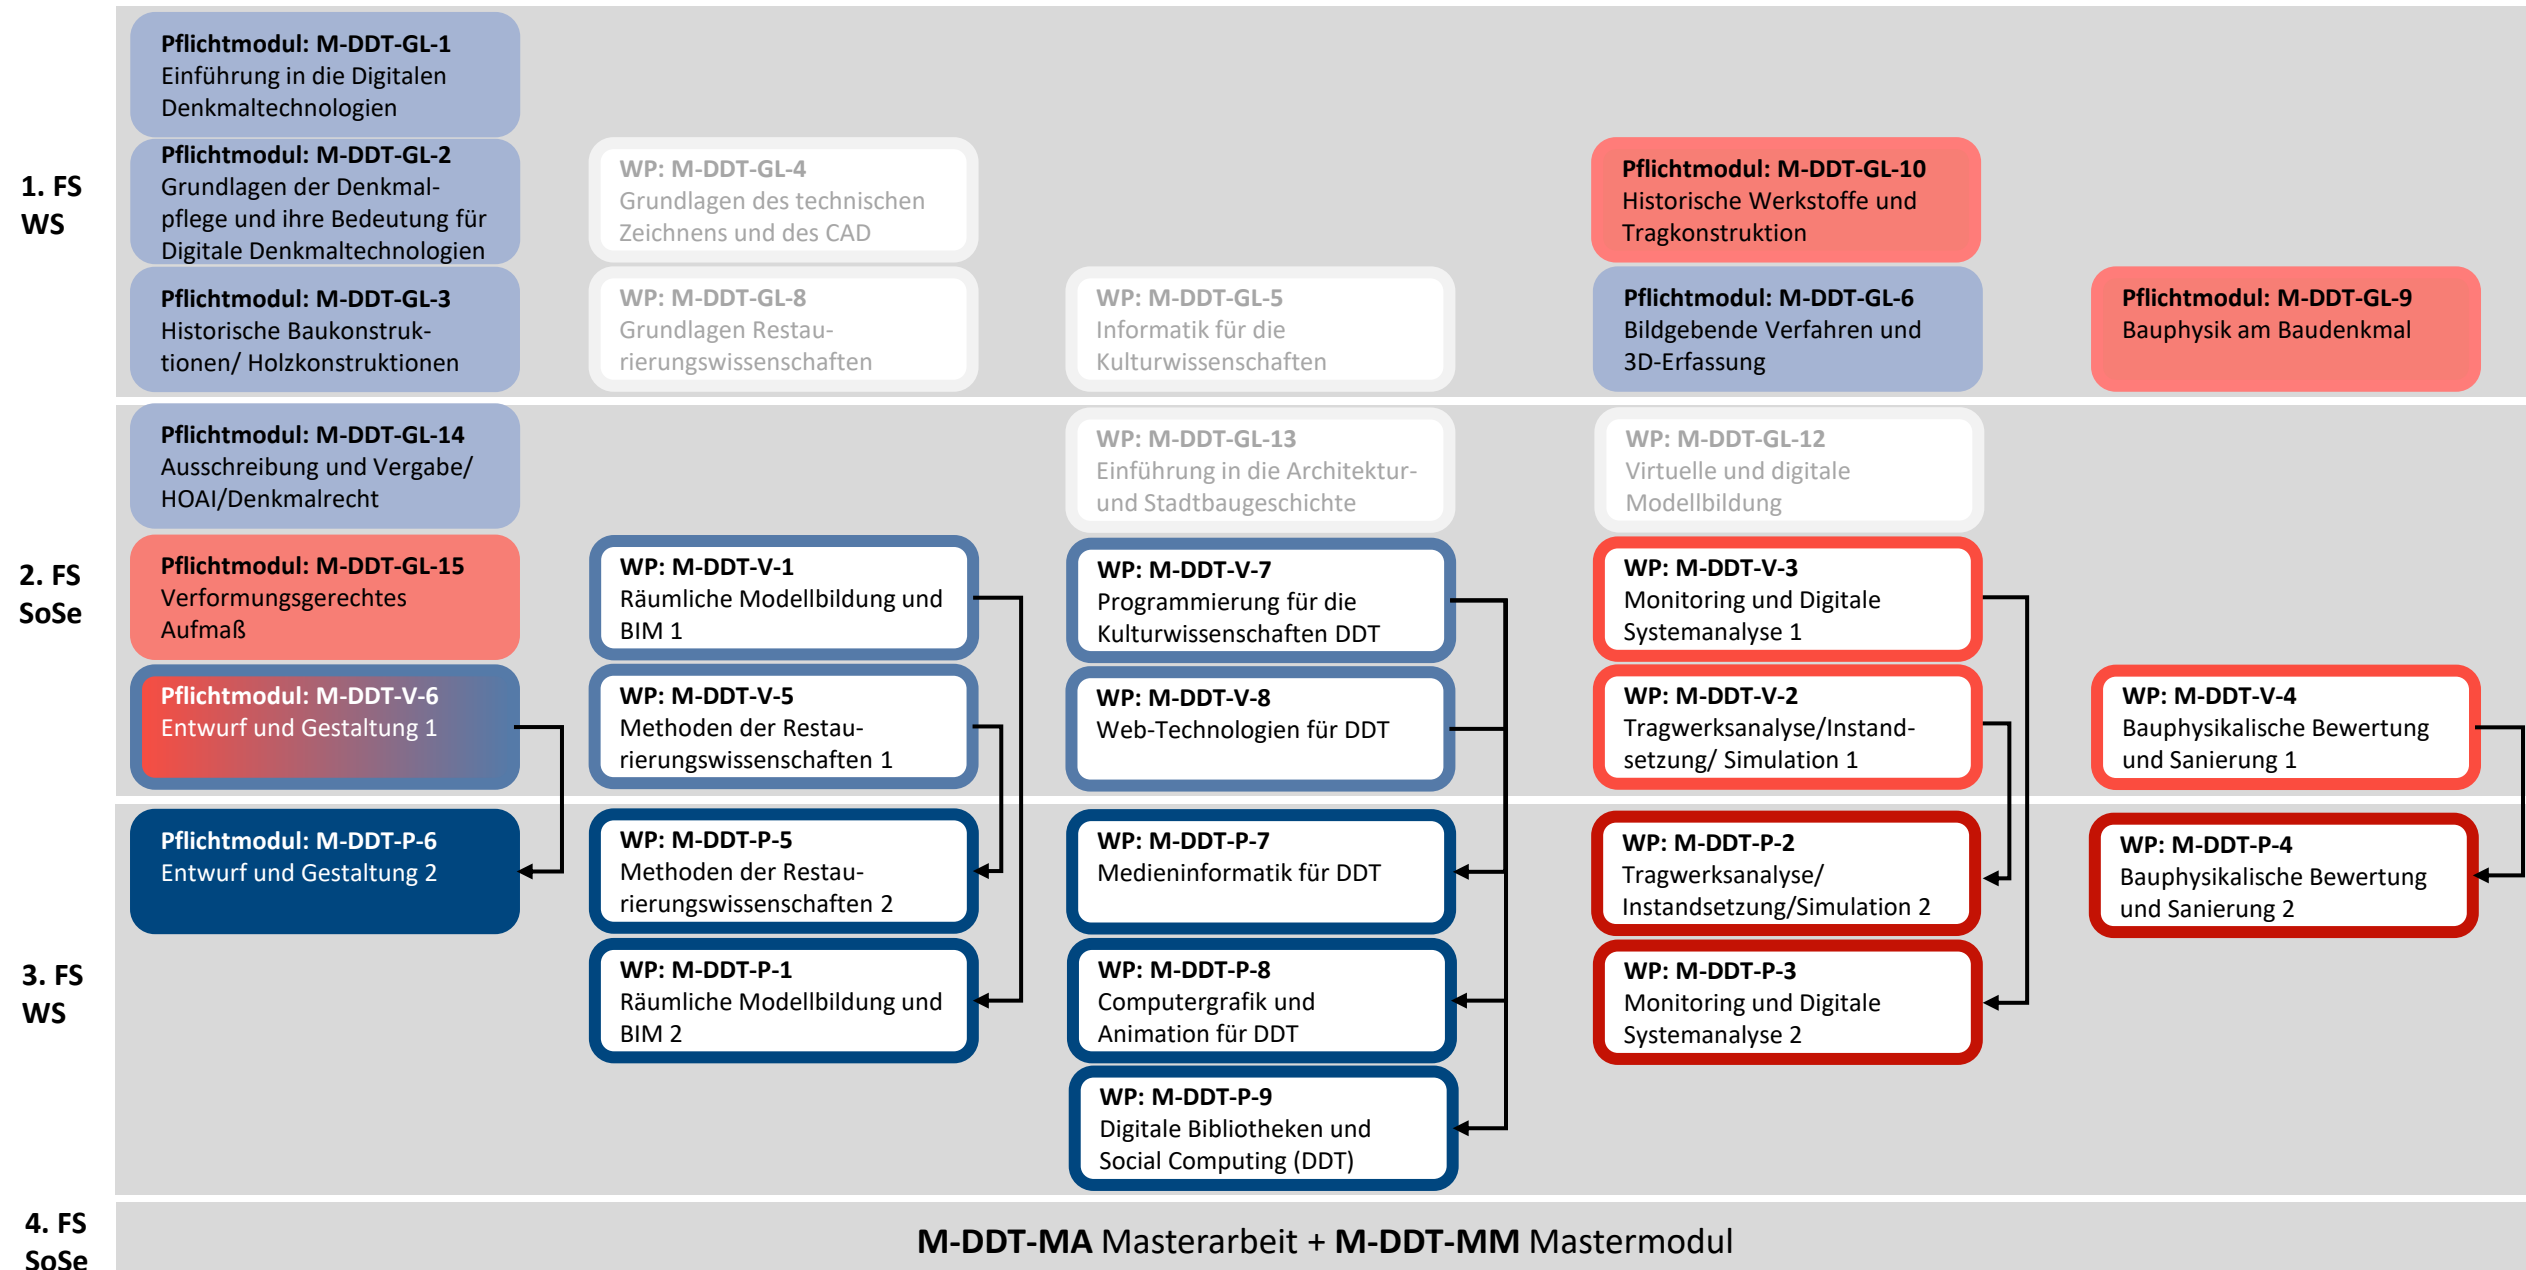 1. FS
WS
Pflichtmodul: M-DDT-GL-1
Einführung in die Digitalen
Denkmaltechnologien
Pflichtmodul: M-DDT-GL-2
Grundlagen der Denkmal-
pflege und ihre Bedeutung für
Digitale Denkmaltechnologien
WP: M-DDT-GL-4
Grundlagen des technischen
Zeichnens und des CAD
Pflichtmodul: M-DDT-GL-10
Historische Werkstoffe und
Tragkonstruktion
Pflichtmodul: M-DDT-GL-3
Historische Baukonstruk-
tionen/ Holzkonstruktionen
WP: M-DDT-GL-8
Grundlagen Restau-
rierungswissenschaften
WP: M-DDT-GL-5
Informatik für die
Kulturwissenschaften
Pflichtmodul: M-DDT-GL-6
Bildgebende Verfahren und
3D-Erfassung
Pflichtmodul: M-DDT-GL-9
Bauphysik am Baudenkmal
2. FS
SoSe
Pflichtmodul: M-DDT-GL-14
Ausschreibung und Vergabe/
HOAI/Denkmalrecht
WP: M-DDT-GL-13
Einführung in die Architektur-
und Stadtbaugeschichte
WP: M-DDT-GL-12
Virtuelle und digitale
Modellbildung
Pflichtmodul: M-DDT-GL-15
Verformungsgerechtes
Aufmaß
WP: M-DDT-V-1
Räumliche Modellbildung und
BIM 1
WP: M-DDT-V-7
Programmierung für die
Kulturwissenschaften DDT
WP: M-DDT-V-3
Monitoring und Digitale
Systemanalyse 1
Pflichtmodul: M-DDT-V-6
Entwurf und Gestaltung 1
WP: M-DDT-V-5
Methoden der Restau-
rierungswissenschaften 1
WP: M-DDT-V-8
Web-Technologien für DDT
WP: M-DDT-V-2
Tragwerksanalyse/Instand-
setzung/ Simulation 1
WP: M-DDT-V-4
Bauphysikalische Bewertung
und Sanierung 1
3. FS
WS
Pflichtmodul: M-DDT-P-6
Entwurf und Gestaltung 2
WP: M-DDT-P-5
Methoden der Restau-
rierungswissenschaften 2
WP: M-DDT-P-7
Medieninformatik für DDT
WP: M-DDT-P-2
Tragwerksanalyse/
Instandsetzung/Simulation 2
WP: M-DDT-P-4
Bauphysikalische Bewertung
und Sanierung 2
WP: M-DDT-P-1
Räumliche Modellbildung und
BIM 2
WP: M-DDT-P-8
Computergrafik und
Animation für DDT
WP: M-DDT-P-3
Monitoring und Digitale
Systemanalyse 2
WP: M-DDT-P-9
Digitale Bibliotheken und
Social Computing (DDT)
4. FS
SoSe
M-DDT-MA Masterarbeit + M-DDT-MM Mastermodul